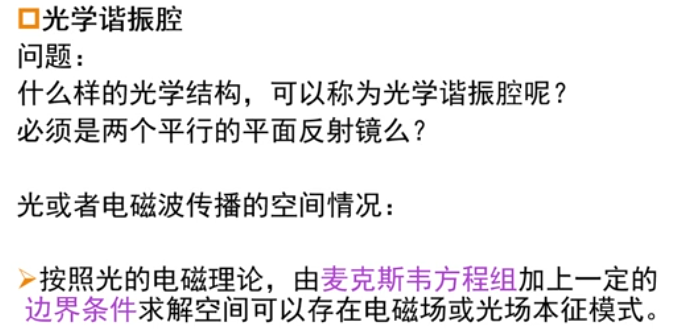 光学谐振腔
问题：
什么样的光学结构，可以称为光学谐振腔呢？
必须是两个平行的平面反射镜么？
光或者电磁波传播的空间情况：
按照光的电磁理论，由麦克斯韦方程组加上一定的
边界条件求解空间可以存在电磁场或光场本征模式。